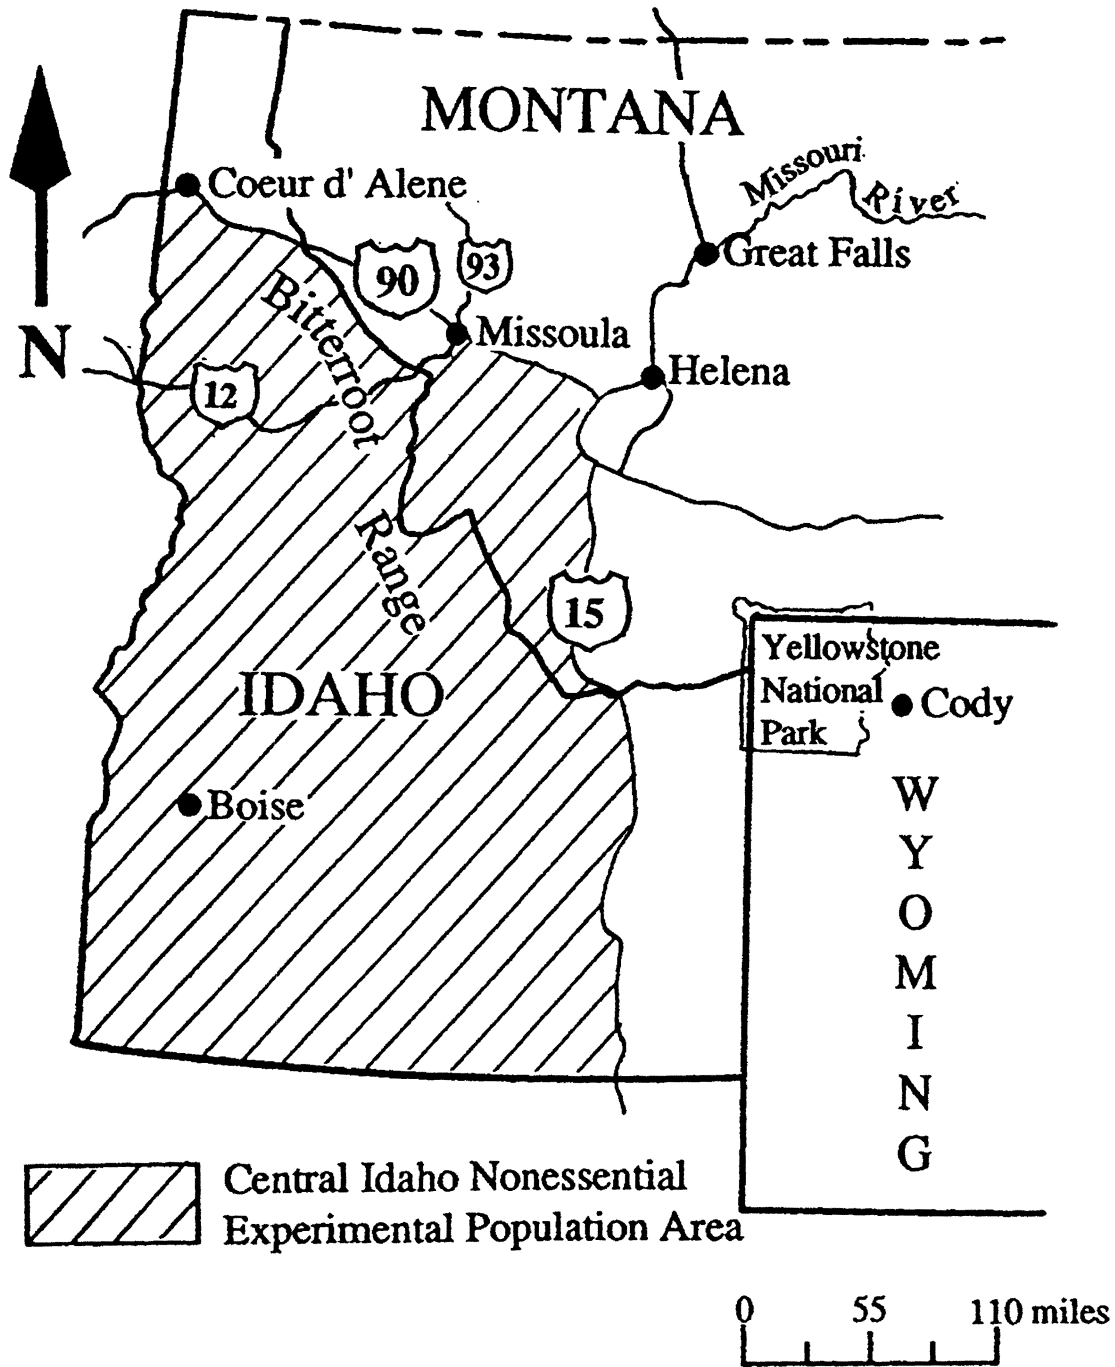 MONTANA
Missouri
River
Coeur d' Alene
93
90
Great Falls
Bitterroot
Missoula
N
Helena
12
Range
15
Yellowstone
National
Park
IDAHO
Cody
Boise
WYOMING
Central Idaho Nonessential
Experimental Population Area
0 55 110 miles